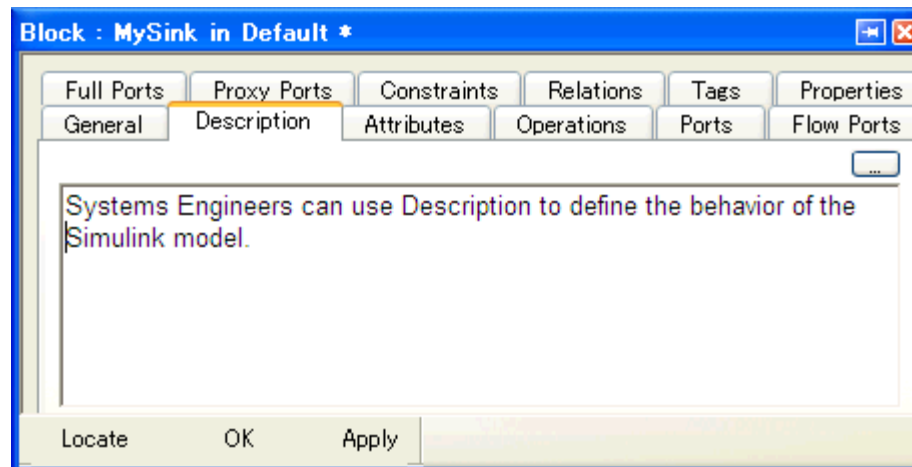 Block : MySink in Default *
Full Ports Proxy Ports Constraints Relations Tags Properties
General Description Attributes Operations Ports Flow Ports
...
Systems Engineers can use Description to define the behavior of the
Simulink model.
Locate OK Apply